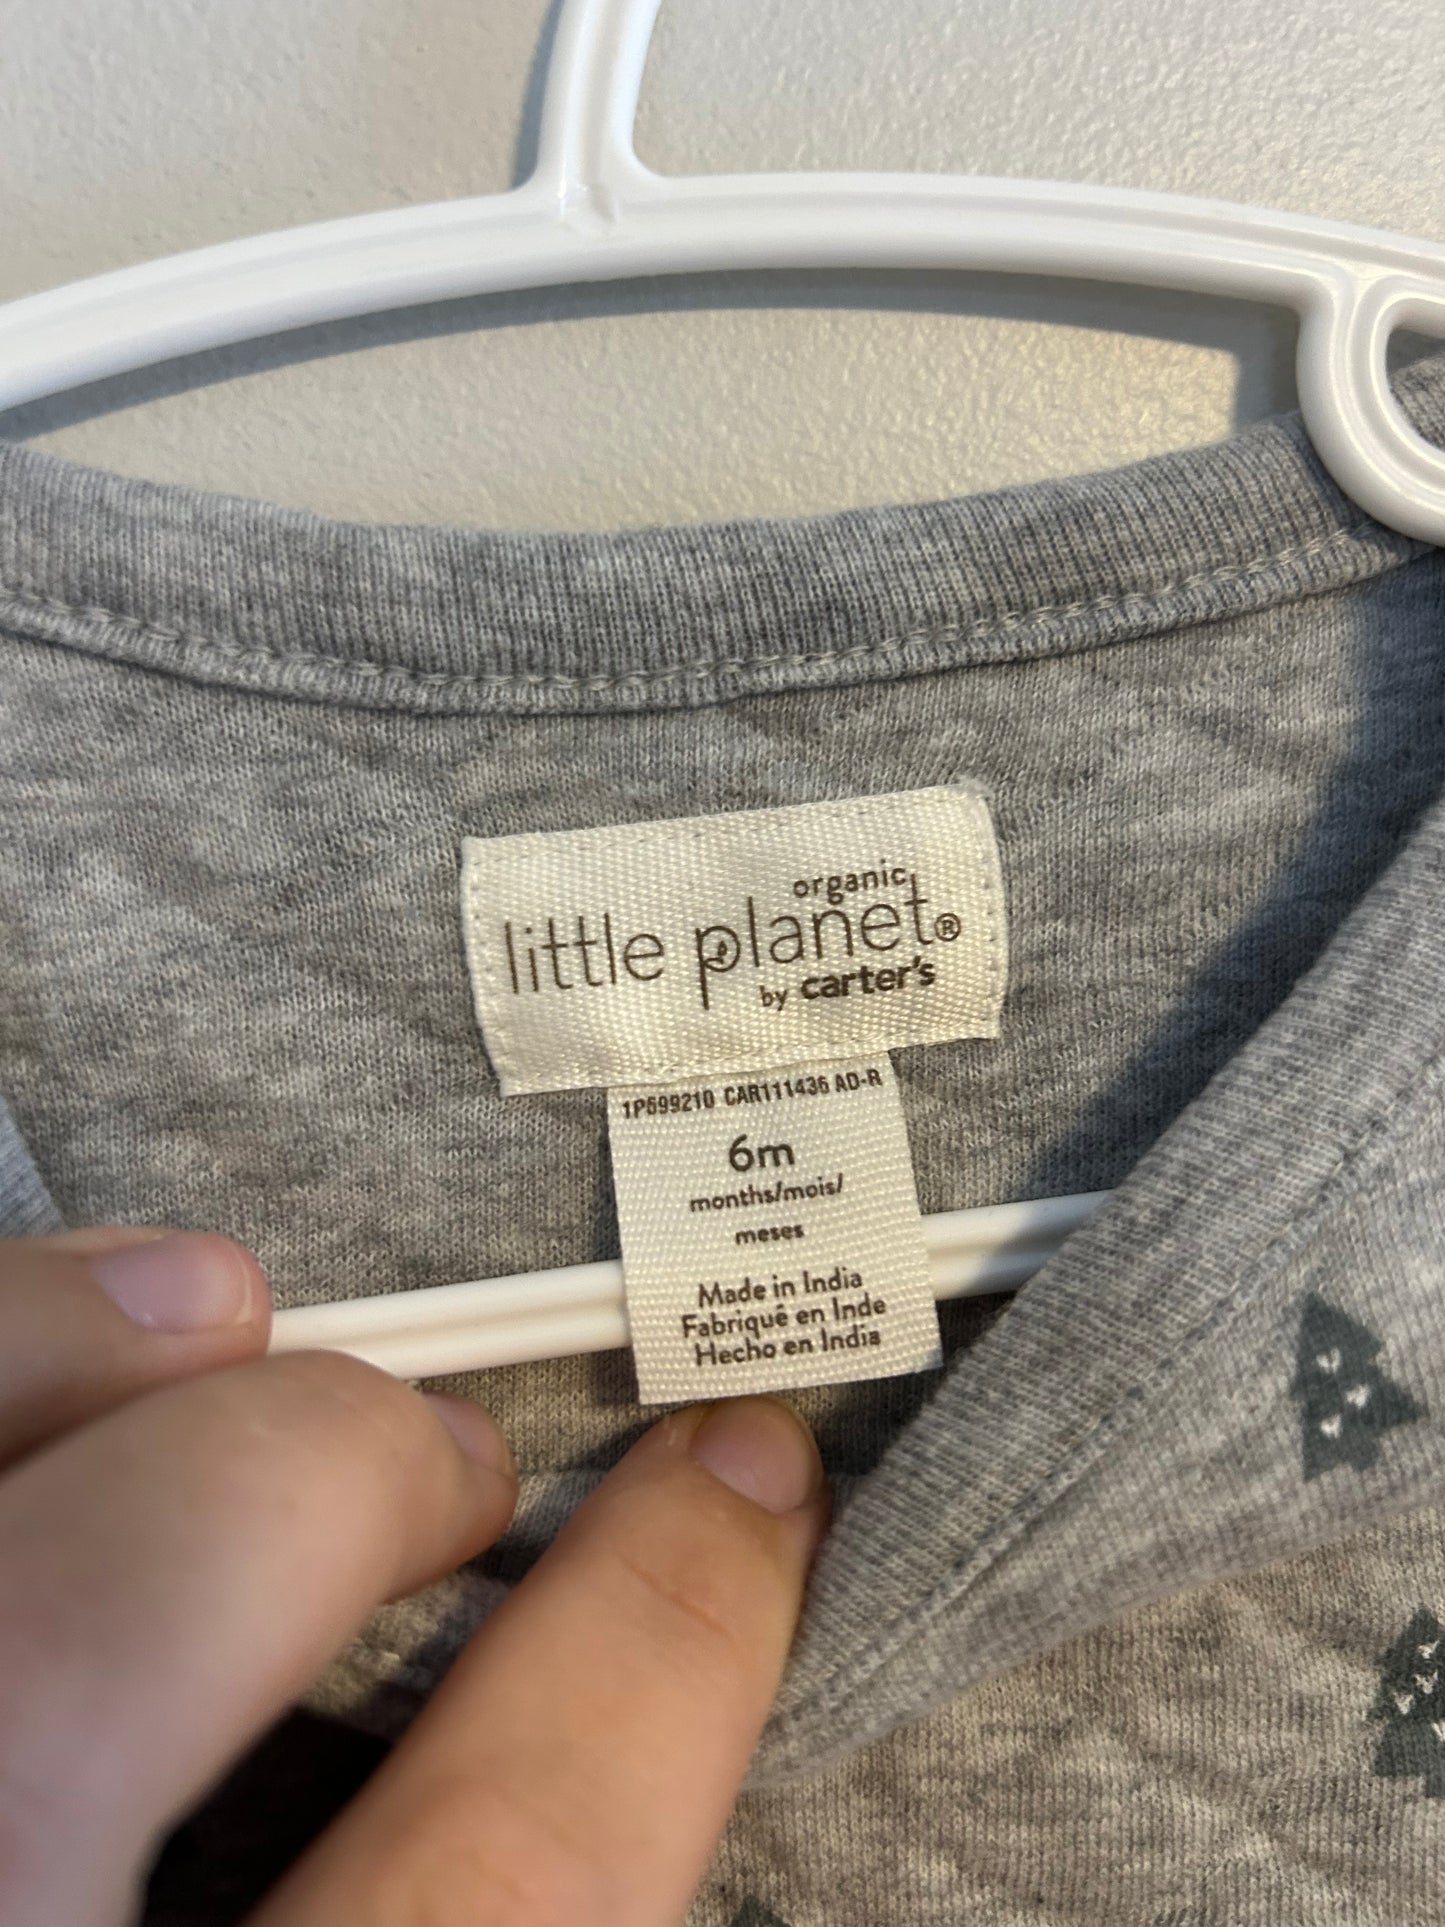 organic
little planet®
by carter's
1P599210 CAR111436 AD-R
6m
months/mois/
meses
Made in India
Fabriqué en Inde
Hecho en India